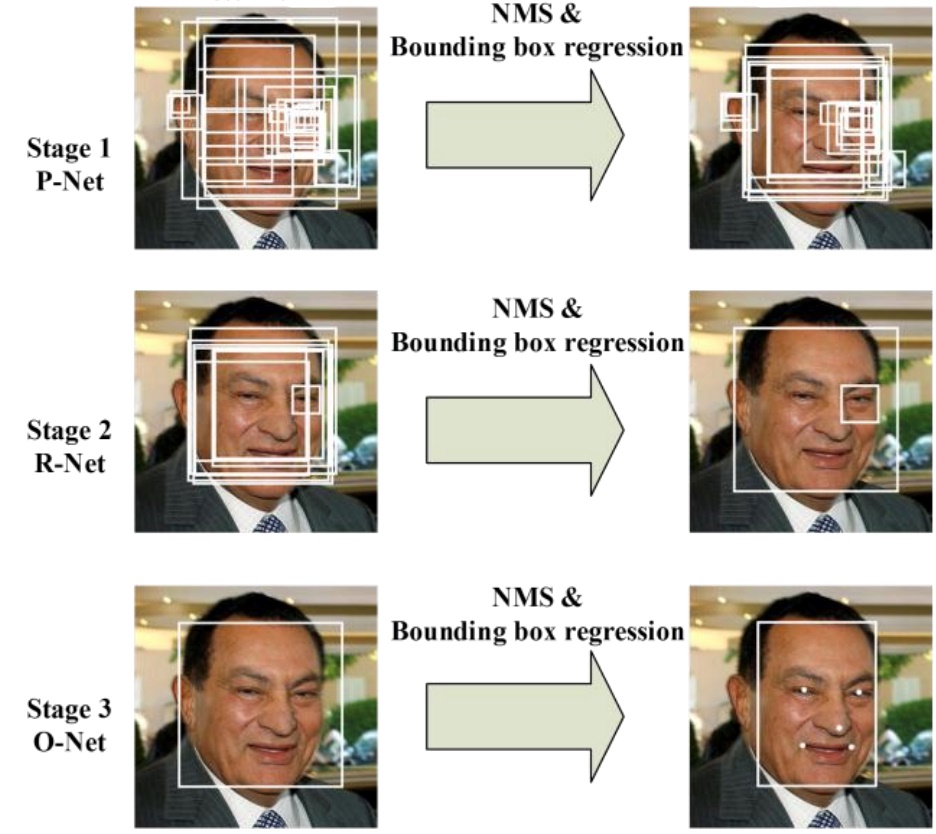 NMS &
Bounding box regression
Stage 1
P-Net
NMS &
Bounding box regression
Stage 2
R-Net
NMS &
Bounding box regression
Stage 3
O-Net